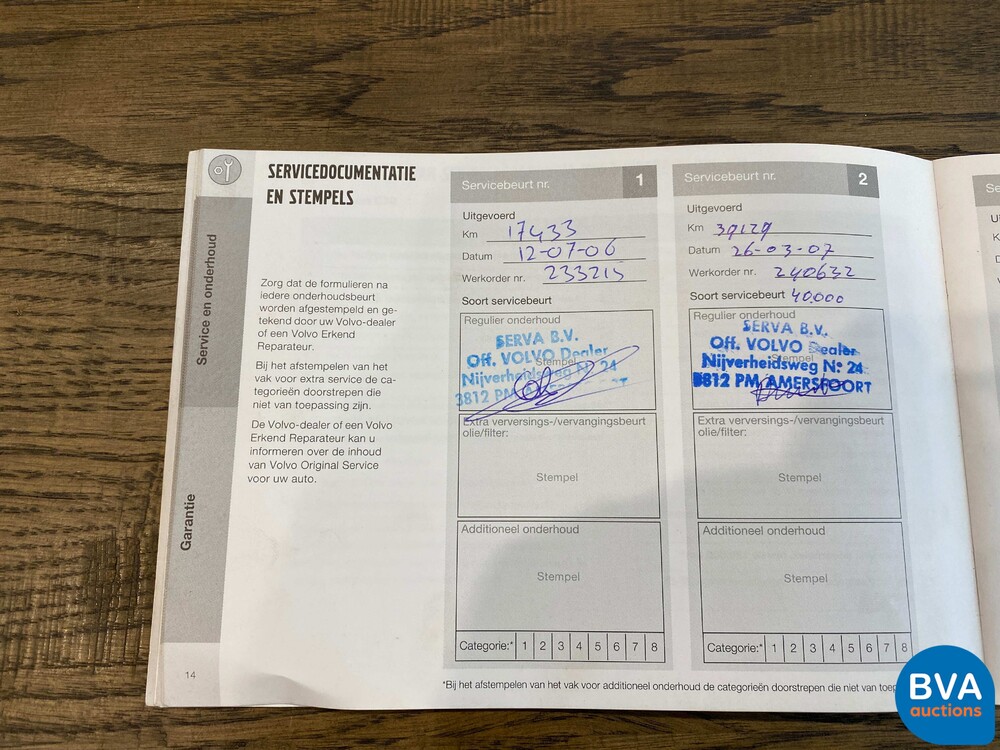 SERVICEDOCUMENTATIE
EN STEMPELS
Service en onderhoud
Garantie
Zorg dat de formulieren na
iedere onderhoudsbeurt
worden afgestempeld en ge-
tekend door uw Volvo-dealer
of een Volvo Erkend
Reparateur.
Bij het afstempelen van het
vak voor extra service de ca-
tegorieën doorstrepen die
niet van toepassing zijn.
De Volvo-dealer of een Volvo
Erkend Reparateur kan u
informeren over de inhoud
van Volvo Original Service
voor uw auto.
14
Servicebeurt nr. 1
Uitgevoerd
Km 17433
Datum 12-07-06
Werkorder nr. 233215
Soort servicebeurt
Regulier onderhoud
Stempel
SERVA B.V.
Off. VOLVO Dealer
Nijverheidsweg N° 24
3812 PM
Extra verversings-/vervangingsbeurt
olie/filter:
Stempel
Additioneel onderhoud
Stempel
Categorie:* 1 2 3 4 5 6 7 8
Servicebeurt nr. 2
Uitgevoerd
Km 39129
Datum 26-03-07
Werkorder nr. 240632
Soort servicebeurt 40.000
Regulier onderhoud
Stempel
SERVA B.V.
Off. VOLVO Dealer
Nijverheidsweg N° 24
3812 PM AMERSFOORT
Extra verversings-/vervangingsbeurt
olie/filter:
Stempel
Additioneel onderhoud
Stempel
Categorie:* 1 2 3 4 5 6 7 8
*Bij het afstempelen van het vak voor additioneel onderhoud de categorieën doorstrepen die niet van
BVA
auctions